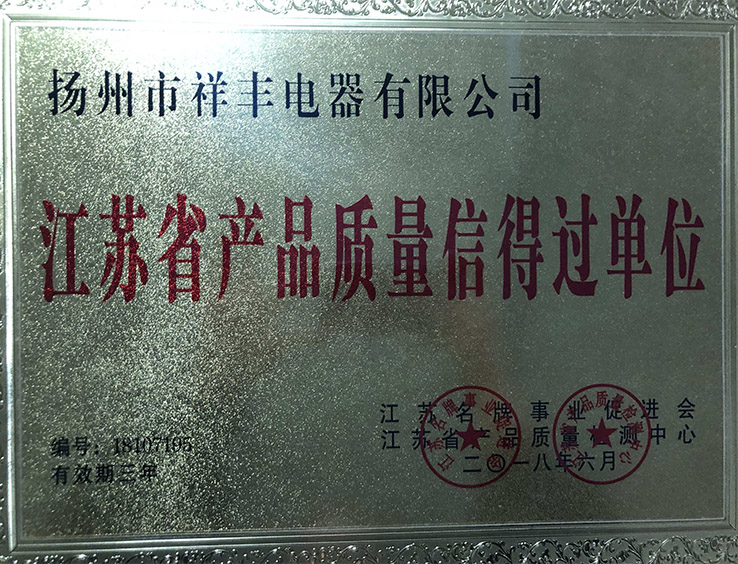 扬州市祥丰电器有限公司
江苏省产品质量信得过单位
江苏名牌事业促进会
江苏省产品质量检测中心
二〇一八年六月
编号：18107105
有效期三年